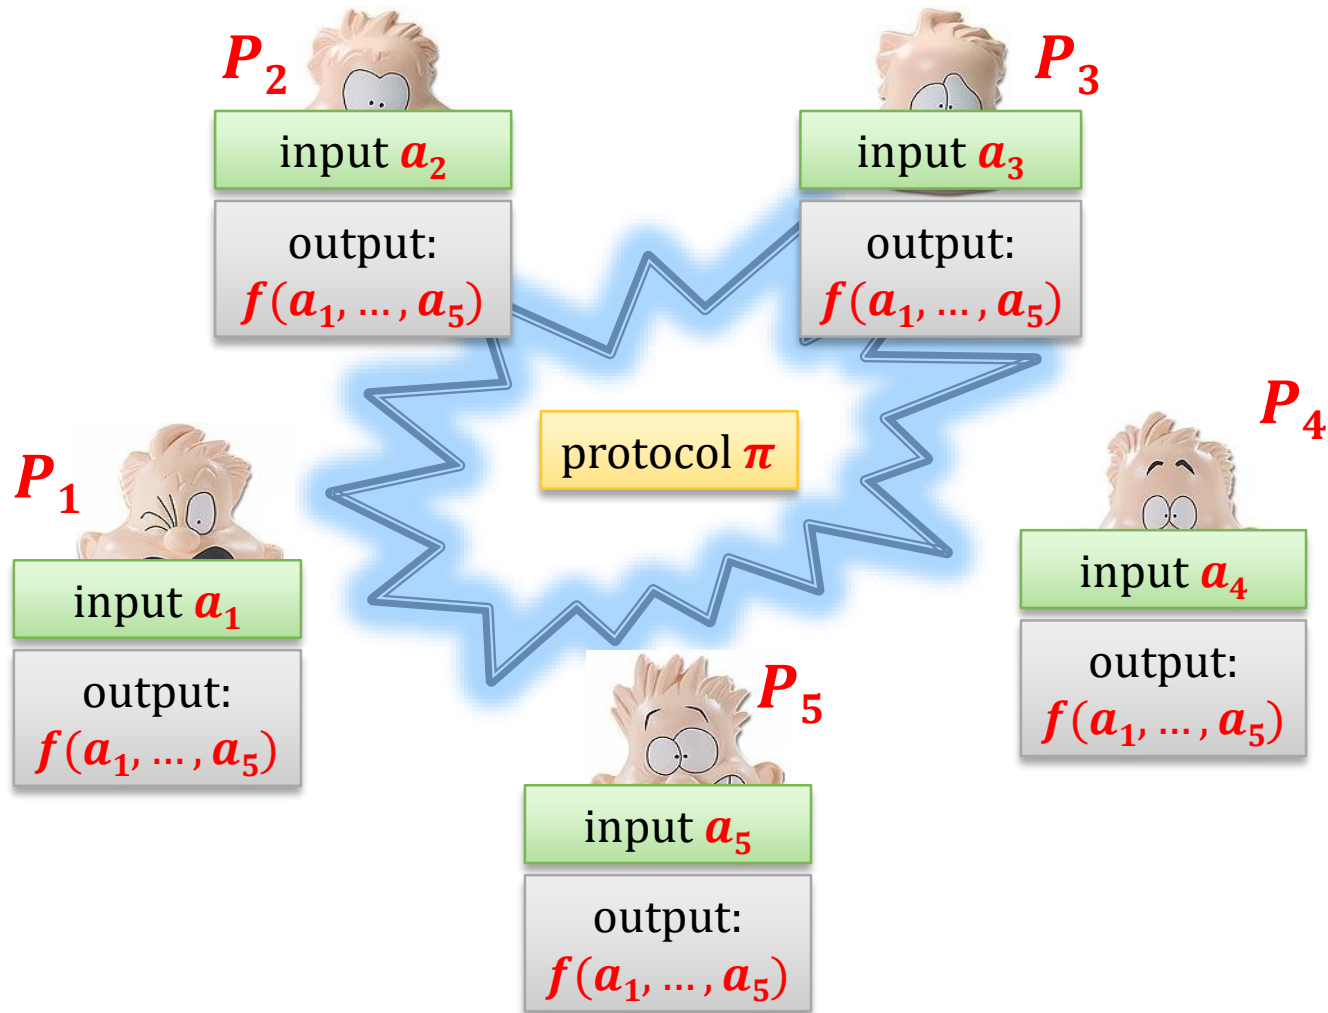 P₂
input a₂
output:
f(a₁, … , a₅)
P₃
input a₃
output:
f(a₁, … , a₅)
protocol π
P₁
input a₁
output:
f(a₁, … , a₅)
P₄
input a₄
output:
f(a₁, … , a₅)
P₅
input a₅
output:
f(a₁, … , a₅)